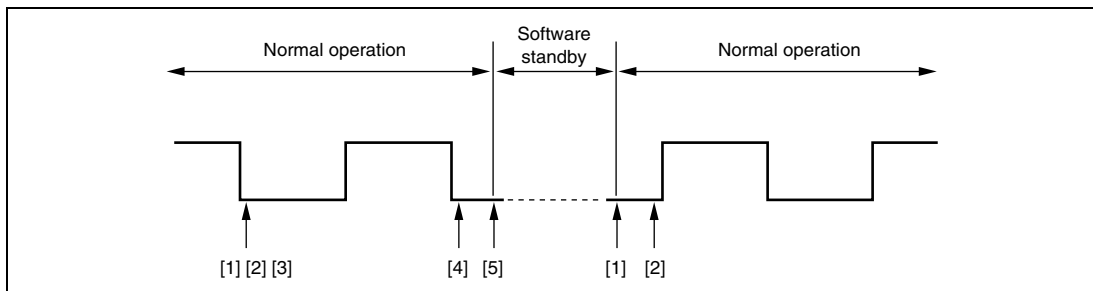 Normal operation
Software
standby
Normal operation
[1] [2] [3]
[4]
[5]
[1]
[2]